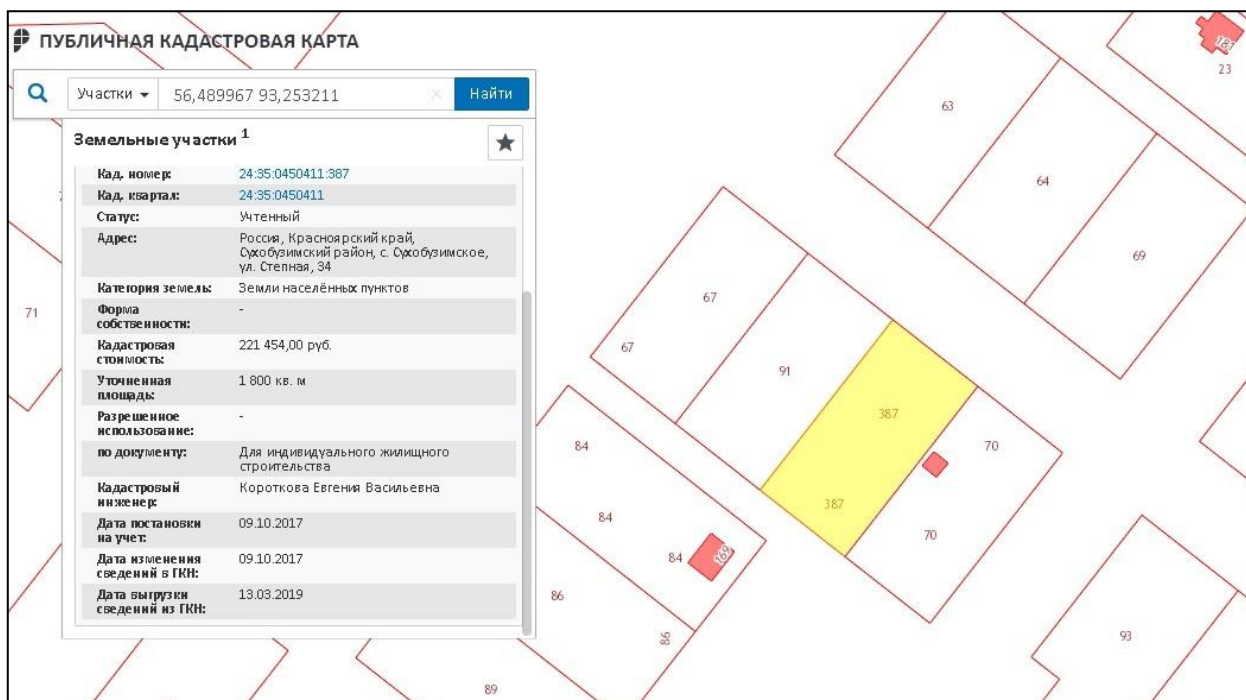 ПУБЛИЧНАЯ КАДАСТРОВАЯ КАРТА
Участки 56,489967 93,253211 Найти
Земельные участки 1
Кад. номер: 24:35:0450411:387
Кад. квартал: 24:35:0450411
Статус: Учтенный
Адрес: Россия, Красноярский край,
Сухобузимский район, с. Сухобузимское,
ул. Степная, 34
Категория земель: Земли населённых пунктов
Форма -
собственности:
Кадастровая 221 454,00 руб.
стоимость:
Уточненная 1 800 кв. м
площадь:
Разрешенное -
использование:
по документу: Для индивидуального жилищного
строительства
Кадастровый Короткова Евгения Васильевна
инженер:
Дата постановки 09.10.2017
на учет:
Дата изменения 09.10.2017
сведений в ГКН:
Дата выгрузки 13.03.2019
сведений из ГКН:
181
23
63
64
69
67
67
91
387
387
70
70
71
84
84
84
169
86
86
93
89